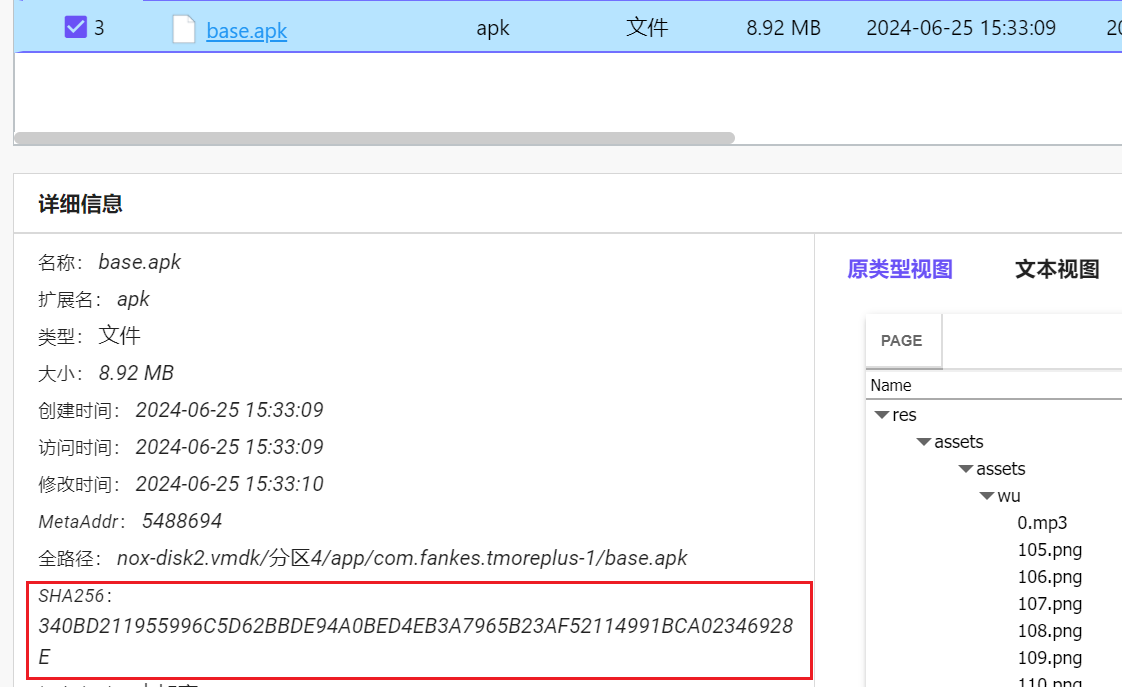 3 base.apk apk 文件 8.92 MB 2024-06-25 15:33:09
详细信息
名称： base.apk
扩展名： apk
类型： 文件
大小： 8.92 MB
创建时间： 2024-06-25 15:33:09
访问时间： 2024-06-25 15:33:09
修改时间： 2024-06-25 15:33:10
MetaAddr： 5488694
全路径： nox-disk2.vmdk/分区4/app/com.fankes.tmoreplus-1/base.apk
SHA256：
340BD211955996C5D62BBDE94A0BED4EB3A7965B23AF52114991BCA02346928
E
原类型视图 文本视图
PAGE
Name
res
assets
assets
wu
0.mp3
105.png
106.png
107.png
108.png
109.png
110.png